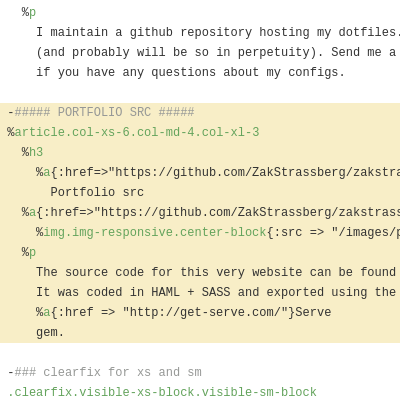 %p
I maintain a github repository hosting my dotfiles.
(and probably will be so in perpetuity). Send me a
if you have any questions about my configs.
-##### PORTFOLIO SRC #####
%article.col-xs-6.col-md-4.col-xl-3
%h3
%a{:href=>"https://github.com/ZakStrassberg/zakstra
Portfolio src
%a{:href=>"https://github.com/ZakStrassberg/zakstrass
%img.img-responsive.center-block{:src => "/images/p
%p
The source code for this very website can be found
It was coded in HAML + SASS and exported using the
%a{:href => "http://get-serve.com/"}Serve
gem.
-### clearfix for xs and sm
.clearfix.visible-xs-block.visible-sm-block